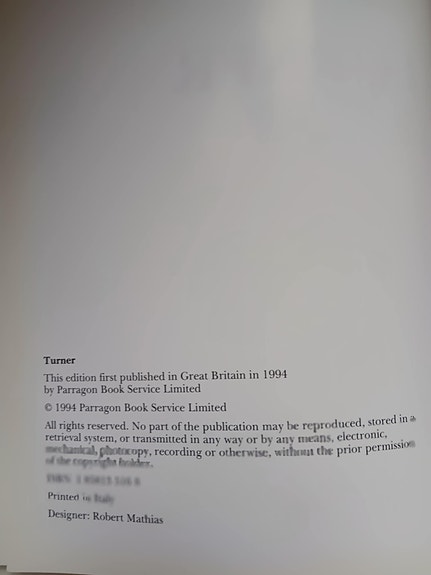 Turner
This edition first published in Great Britain in 1994
by Parragon Book Service Limited
© 1994 Parragon Book Service Limited
All rights reserved. No part of the publication may be reproduced, stored in a
retrieval system, or transmitted in any way or by any means, electronic,
mechanical, photocopy, recording or otherwise, without the prior permission
of the copyright holder.
Printed in Italy
Designer: Robert Mathias